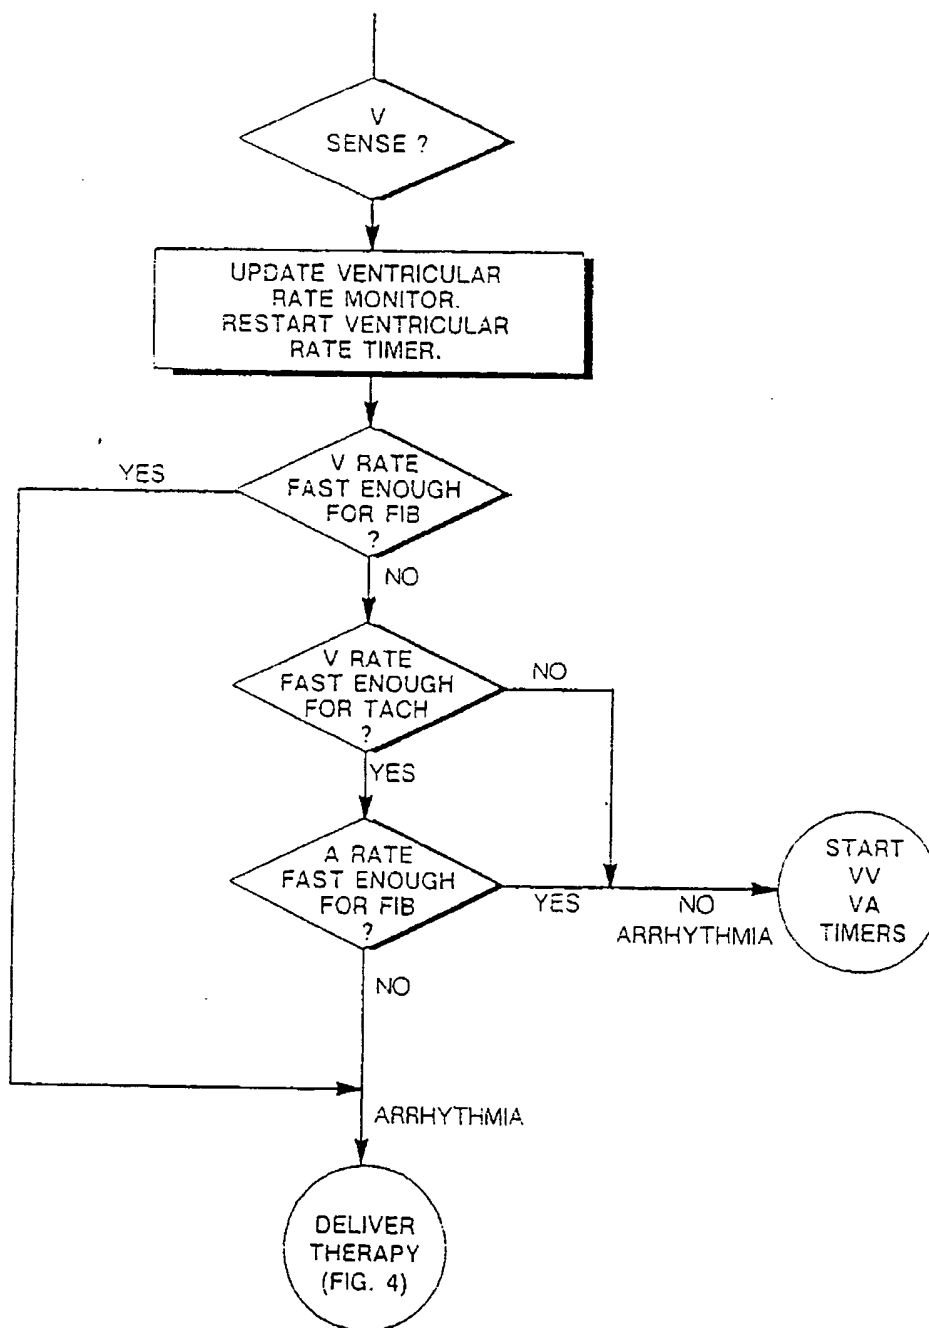 V
SENSE ?
UPDATE VENTRICULAR
RATE MONITOR.
RESTART VENTRICULAR
RATE TIMER.
YES
V RATE
FAST ENOUGH
FOR FIB
?
NO
V RATE
FAST ENOUGH
FOR TACH
?
NO
YES
A RATE
FAST ENOUGH
FOR FIB
?
YES
NO
ARRHYTHMIA
START
VV
VA
TIMERS
NO
ARRHYTHMIA
DELIVER
THERAPY
(FIG. 4)